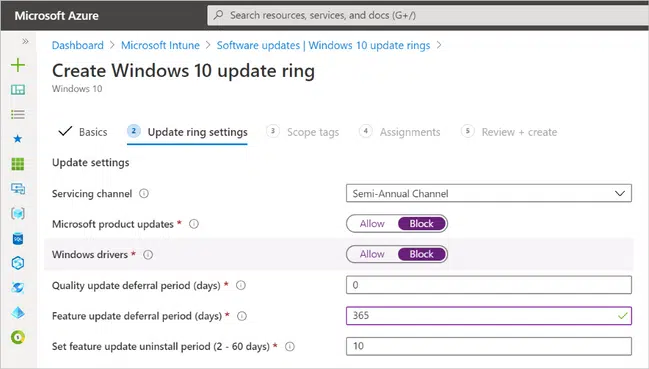 Microsoft Azure
Search resources, services, and docs (G+/)
Dashboard > Microsoft Intune > Software updates | Windows 10 update rings >
Create Windows 10 update ring
Windows 10
Basics 2 Update ring settings 3 Scope tags 4 Assignments 5 Review + create
Update settings
Servicing channel Semi-Annual Channel
Microsoft product updates * Allow Block
Windows drivers * Allow Block
Quality update deferral period (days) * 0
Feature update deferral period (days) * 365
Set feature update uninstall period (2 - 60 days) * 10